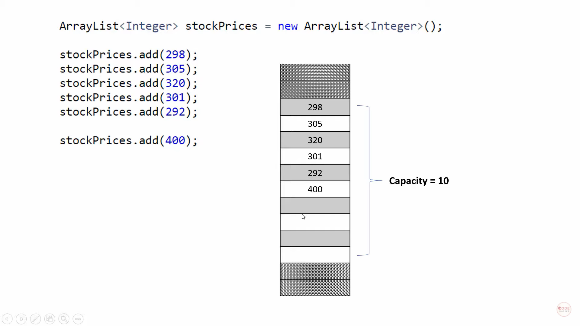 ArrayList<Integer> stockPrices = new ArrayList<Integer>();
stockPrices.add(298);
stockPrices.add(305);
stockPrices.add(320);
stockPrices.add(301);
stockPrices.add(292);
stockPrices.add(400);
298
305
320
301
292
400
Capacity = 10